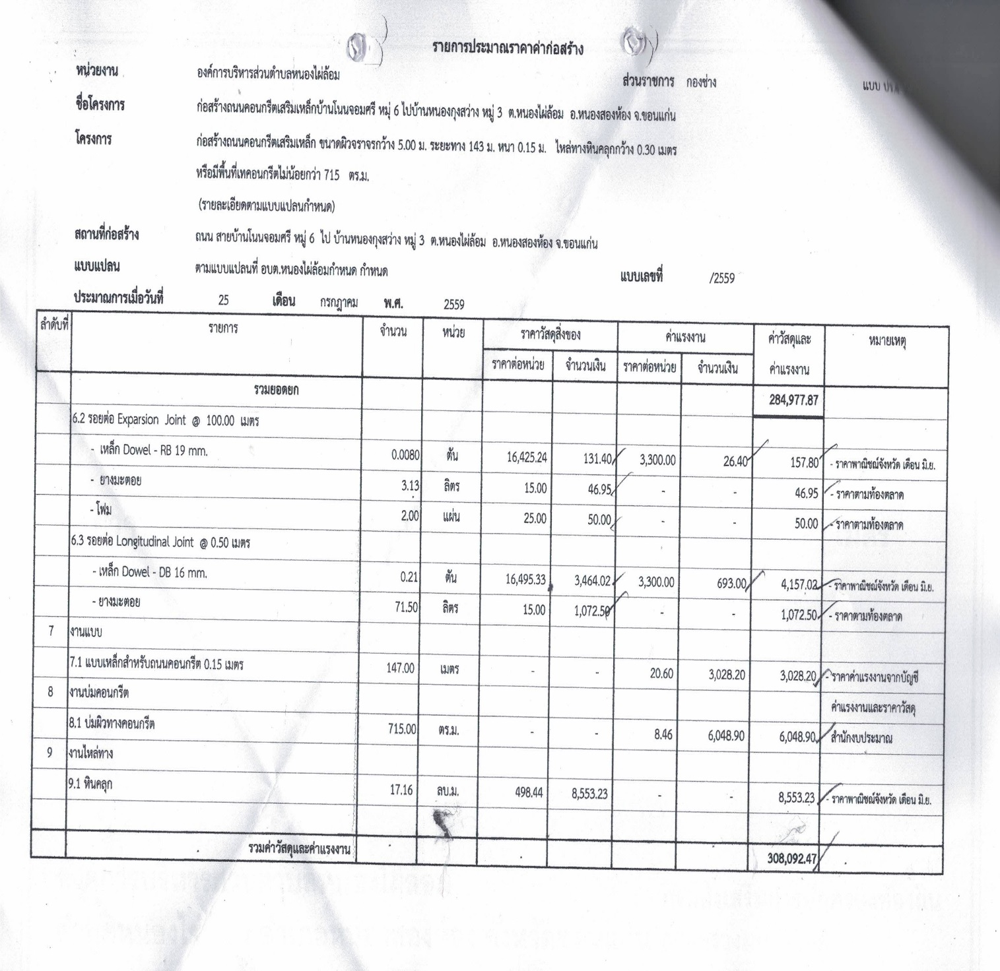 รายการประมาณราคาค่าก่อสร้าง
หน่วยงาน องค์การบริหารส่วนตำบลหนองไผ่ล้อม ส่วนราชการ กองช่าง แบบ
ชื่อโครงการ ก่อสร้างถนนคอนกรีตเสริมเหล็กบ้านโนนจอมศรี หมุ่ 6 ไปบ้านหนองกุงสว่าง หมู่ 3 ต.หนองไผ่ล้อม อ.หนองสองห้อง จ.ขอนแก่น
โครงการ ก่อสร้างถนนคอนกรีตเสริมเหล็ก ขนาดผิวจราจรกว้าง 5.00 ม. ระยะทาง 143 ม. หนา 0.15 ม. ไหล่ทางหินคลุกกว้าง 0.30 เมตร
หรือมีพื้นที่เทคอนกรีตไม่น้อยกว่า 715 ตร.ม.
(รายละเอียดตามแบบแปลนกำหนด)
สถานที่ก่อสร้าง ถนน สายบ้านโนนจอมศรี หมู่ 6 ไป บ้านหนองกุงสว่าง หมู่ 3 ต.หนองไผ่ล้อม อ.หนองสองห้อง จ.ขอนแก่น
แบบแปลน ตามแบบแปลนที่ อบต.หนองไผ่ล้อมกำหนด กำหนด แบบเลขที่ /2559
ประมาณการเมื่อวันที่ 25 เดือน กรกฎาคม พ.ศ. 2559
ลำดับที่ รายการ จำนวน หน่วย ราคาวัสดุสิ่งของ ค่าแรงงาน ค่าวัสดุและ หมายเหตุ
ราคาต่อหน่วย จำนวนเงิน ราคาต่อหน่วย จำนวนเงิน ค่าแรงงาน
รวมยอดยก 284,977.87
6.2 รอยต่อ Exparsion Joint @ 100.00 เมตร
- เหล็ก Dowel - RB 19 mm. 0.0080 ตัน 16,425.24 131.40 3,300.00 26.40 157.80 - ราคาพาณิชณ์จังหวัด เดือน มิ.ย.
- ยางมะตอย 3.13 ลิตร 15.00 46.95 - - 46.95 - ราคาตามท้องตลาด
- โฟม 2.00 แผ่น 25.00 50.00 - - 50.00 - ราคาตามท้องตลาด
6.3 รอยต่อ Longitudinal Joint @ 0.50 เมตร
- เหล็ก Dowel - DB 16 mm. 0.21 ตัน 16,495.33 3,464.02 3,300.00 693.00 4,157.02 - ราคาพาณิชณ์จังหวัด เดือน มิ.ย.
- ยางมะตอย 71.50 ลิตร 15.00 1,072.50 - - 1,072.50 - ราคาตามท้องตลาด
7 งานแบบ
7.1 แบบเหล็กสำหรับถนนคอนกรีต 0.15 เมตร 147.00 เมตร - - 20.60 3,028.20 3,028.20 - ราคาค่าแรงงานจากบัญชี
8 งานบ่มคอนกรีต ค่าแรงงานและราคาวัสดุ
8.1 บ่มผิวทางคอนกรีต 715.00 ตร.ม. - - 8.46 6,048.90 6,048.90 สำนักงบประมาณ
9 งานไหล่ทาง
9.1 หินคลุก 17.16 ลบ.ม. 498.44 8,553.23 - - 8,553.23 - ราคาพาณิชณ์จังหวัด เดือน มิ.ย.
รวมค่าวัสดุและค่าแรงงาน 308,092.47